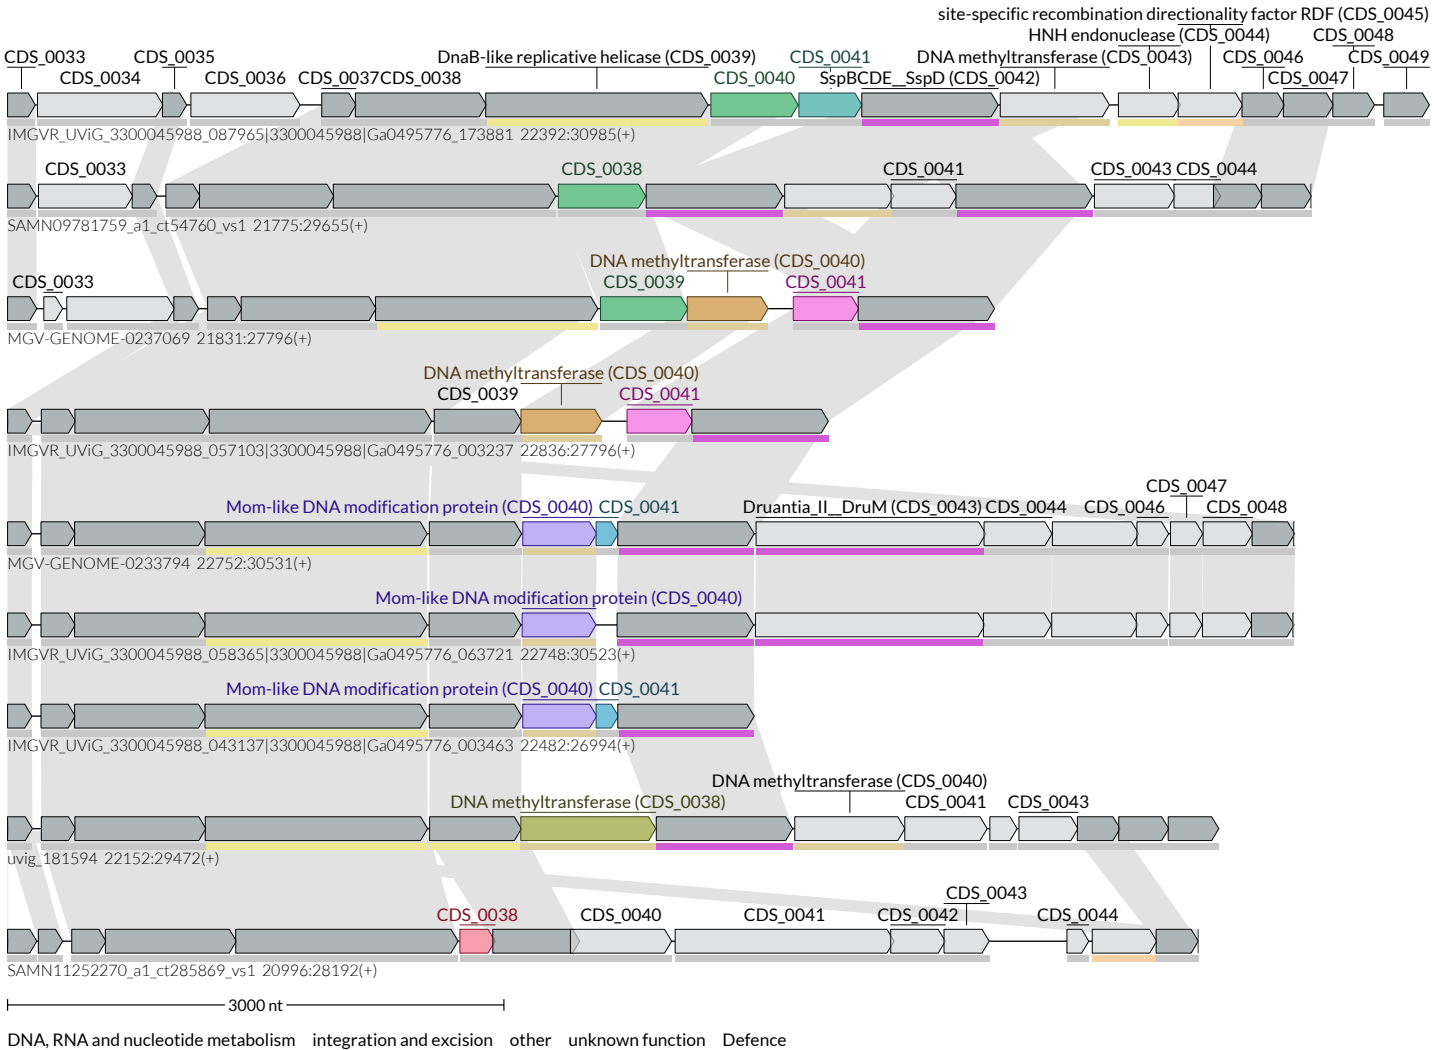 site-specific recombination directionality factor RDF (CDS_0045)
HNH endonuclease (CDS_0044) CDS_0048
CDS_0033 CDS_0035 DnaB-like replicative helicase (CDS_0039) CDS_0041 DNA methyltransferase (CDS_0043) CDS_0046 CDS_0049
CDS_0034 CDS_0036 CDS_0037 CDS_0038 CDS_0040 SspBCDE__SspD (CDS_0042) CDS_0047
IMGVR_UViG_3300045988_087965|3300045988|Ga0495776_173881 22392:30985(+)
CDS_0033 CDS_0038 CDS_0041 CDS_0043 CDS_0044
SAMN09781759_a1_ct54760_vs1 21775:29655(+)
DNA methyltransferase (CDS_0040)
CDS_0033 CDS_0039 CDS_0041
MGV-GENOME-0237069 21831:27796(+)
DNA methyltransferase (CDS_0040)
CDS_0039 CDS_0041
IMGVR_UViG_3300045988_057103|3300045988|Ga0495776_003237 22836:27796(+)
CDS_0047
Mom-like DNA modification protein (CDS_0040) CDS_0041 Druantia_II__DruM (CDS_0043) CDS_0044 CDS_0046 CDS_0048
MGV-GENOME-0233794 22752:30531(+)
Mom-like DNA modification protein (CDS_0040)
IMGVR_UViG_3300045988_058365|3300045988|Ga0495776_063721 22748:30523(+)
Mom-like DNA modification protein (CDS_0040) CDS_0041
IMGVR_UViG_3300045988_043137|3300045988|Ga0495776_003463 22482:26994(+)
DNA methyltransferase (CDS_0040)
DNA methyltransferase (CDS_0038) CDS_0041 CDS_0043
uvig_181594 22152:29472(+)
CDS_0043
CDS_0038 CDS_0040 CDS_0041 CDS_0042 CDS_0044
SAMN11252270_a1_ct285869_vs1 20996:28192(+)
3000 nt
DNA, RNA and nucleotide metabolism integration and excision other unknown function Defence